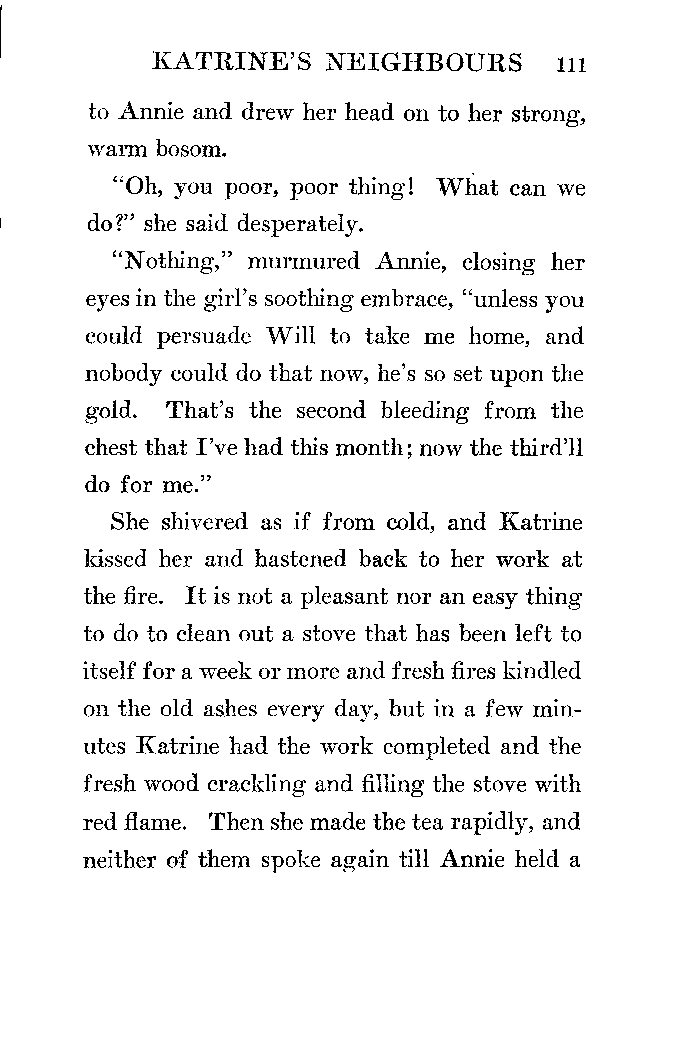 KATRINE'S NEIGHBOURS 111
to Annie and drew her head on to her strong,
warm bosom.
"Oh, you poor, poor thing! What can we
do?" she said desperately.
"Nothing," murmured Annie, closing her
eyes in the girl's soothing embrace, "unless you
could persuade Will to take me home, and
nobody could do that now, he's so set upon the
gold. That's the second bleeding from the
chest that I've had this month; now the third'll
do for me."
She shivered as if from cold, and Katrine
kissed her and hastened back to her work at
the fire. It is not a pleasant nor an easy thing
to do to clean out a stove that has been left to
itself for a week or more and fresh fires kindled
on the old ashes every day, but in a few min-
utes Katrine had the work completed and the
fresh wood crackling and filling the stove with
red flame. Then she made the tea rapidly, and
neither of them spoke again till Annie held a